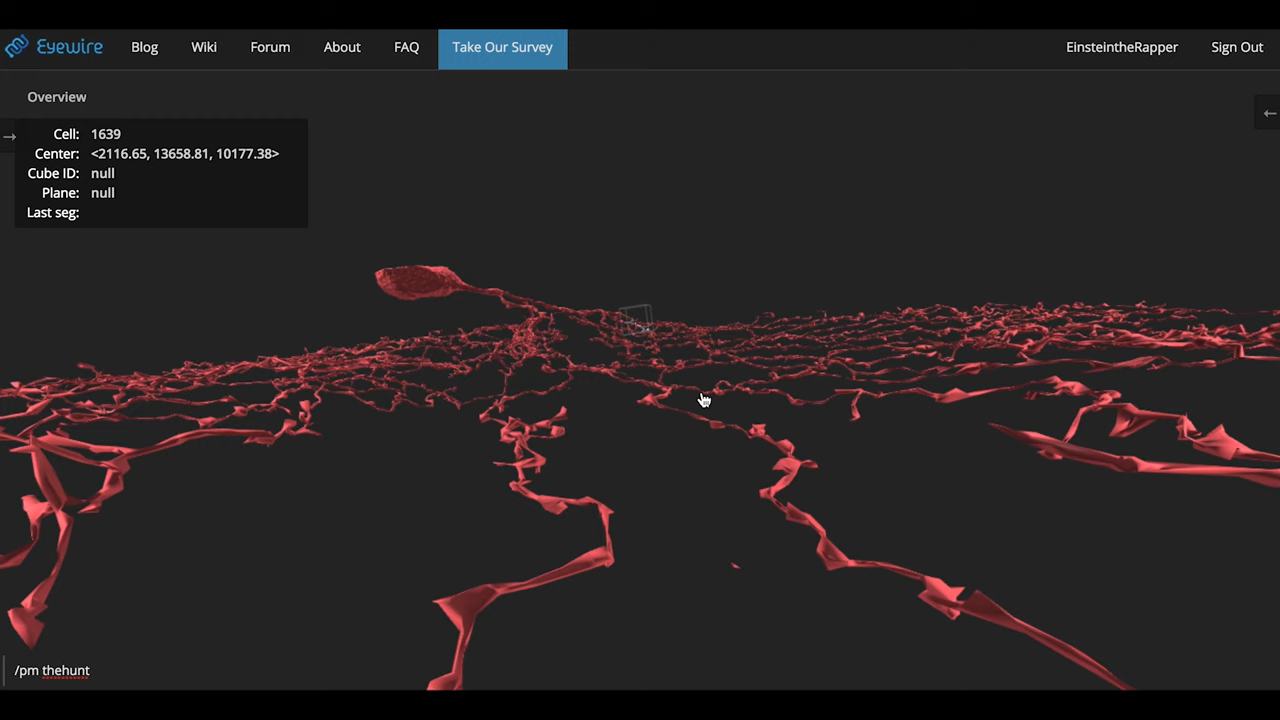 Eyewire Blog Wiki Forum About FAQ Take Our Survey EinsteintheRapper Sign Out
Overview
Cell: 1639
Center: <2116.65, 13658.81, 10177.38>
Cube ID: null
Plane: null
Last seg:
/pm thehunt